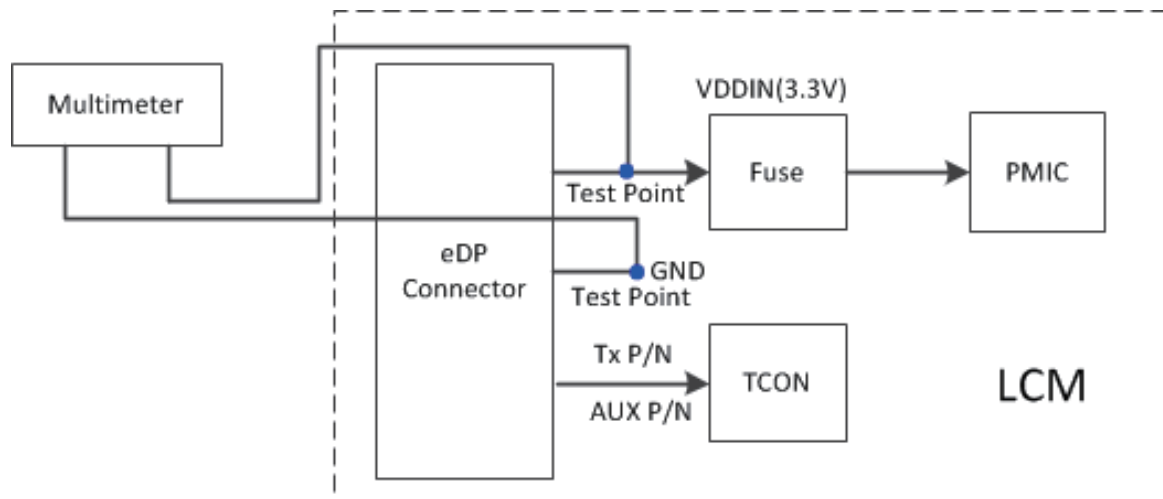 Multimeter
VDDIN(3.3V)
Fuse
PMIC
Test Point
eDP
Connector
GND
Test Point
Tx P/N
AUX P/N
TCON
LCM